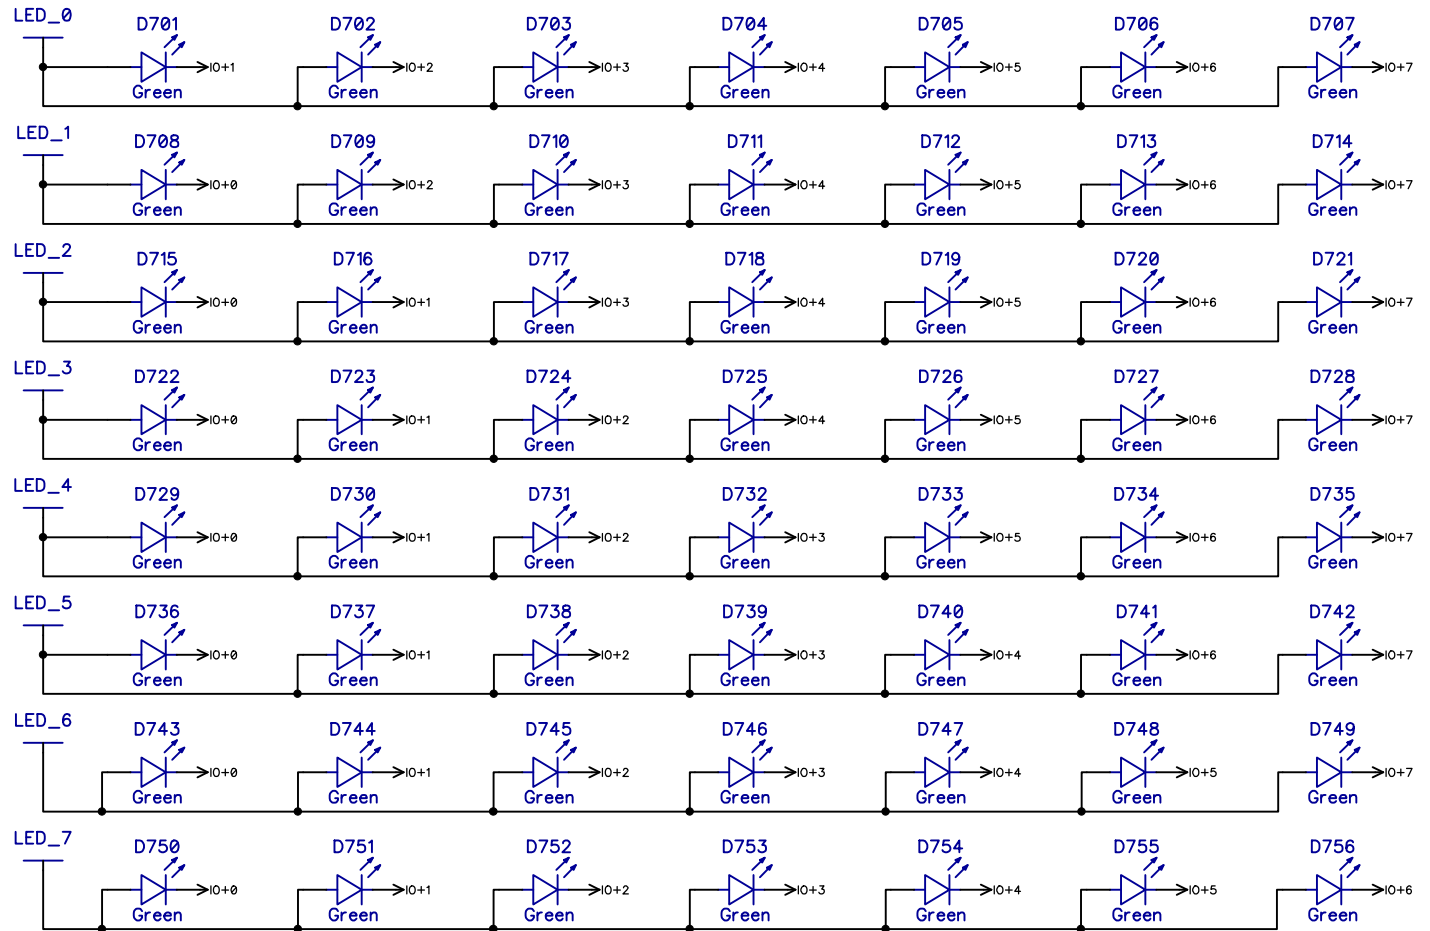 LED_0 D701 D702 D703 D704 D705 D706 D707
IO+1 IO+2 IO+3 IO+4 IO+5 IO+6 IO+7
Green Green Green Green Green Green Green
LED_1 D708 D709 D710 D711 D712 D713 D714
IO+0 IO+2 IO+3 IO+4 IO+5 IO+6 IO+7
Green Green Green Green Green Green Green
LED_2 D715 D716 D717 D718 D719 D720 D721
IO+0 IO+1 IO+3 IO+4 IO+5 IO+6 IO+7
Green Green Green Green Green Green Green
LED_3 D722 D723 D724 D725 D726 D727 D728
IO+0 IO+1 IO+2 IO+4 IO+5 IO+6 IO+7
Green Green Green Green Green Green Green
LED_4 D729 D730 D731 D732 D733 D734 D735
IO+0 IO+1 IO+2 IO+3 IO+5 IO+6 IO+7
Green Green Green Green Green Green Green
LED_5 D736 D737 D738 D739 D740 D741 D742
IO+0 IO+1 IO+2 IO+3 IO+4 IO+6 IO+7
Green Green Green Green Green Green Green
LED_6 D743 D744 D745 D746 D747 D748 D749
IO+0 IO+1 IO+2 IO+3 IO+4 IO+5 IO+7
Green Green Green Green Green Green Green
LED_7 D750 D751 D752 D753 D754 D755 D756
IO+0 IO+1 IO+2 IO+3 IO+4 IO+5 IO+6
Green Green Green Green Green Green Green